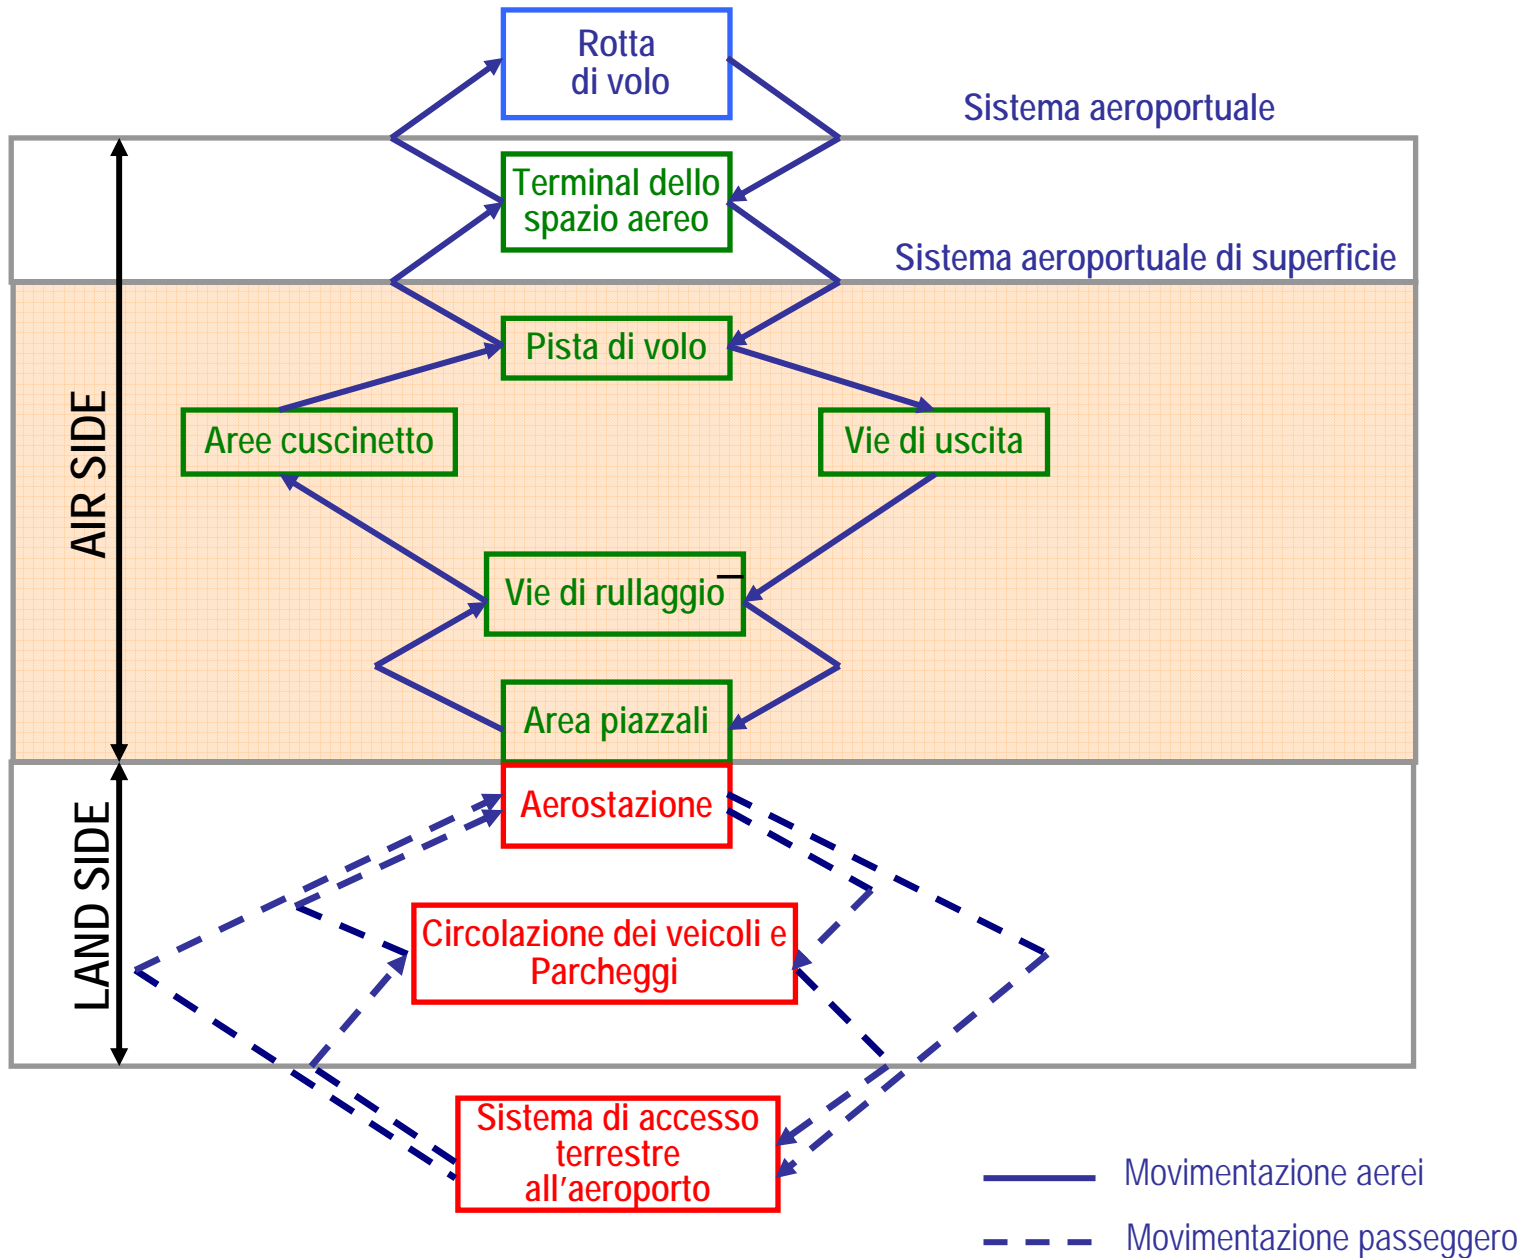 Rotta
di volo
Sistema aeroportuale
Terminal dello
spazio aereo
Sistema aeroportuale di superficie
Pista di volo
Aree cuscinetto
Vie di uscita
AIR SIDE
Vie di rullaggio
Area piazzali
Aerostazione
LAND SIDE
Circolazione dei veicoli e
Parcheggi
Sistema di accesso
terrestre
all'aeroporto
Movimentazione aerei
Movimentazione passeggero